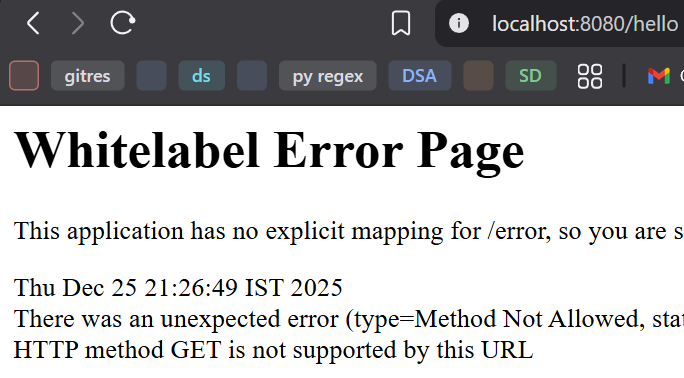 localhost:8080/hello
gitres ds py regex DSA SD
Whitelabel Error Page
This application has no explicit mapping for /error, so you are s
Thu Dec 25 21:26:49 IST 2025
There was an unexpected error (type=Method Not Allowed, stat
HTTP method GET is not supported by this URL